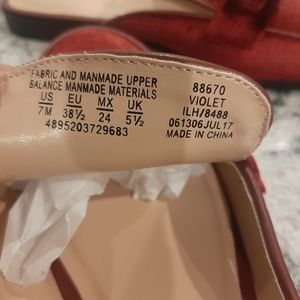 FABRIC AND MANMADE UPPER
BALANCE MANMADE MATERIALS
US EU MX UK
7M 38½ 24 5½
4895203729683
88670
VIOLET
ILH/8488
061306JUL17
MADE IN CHINA